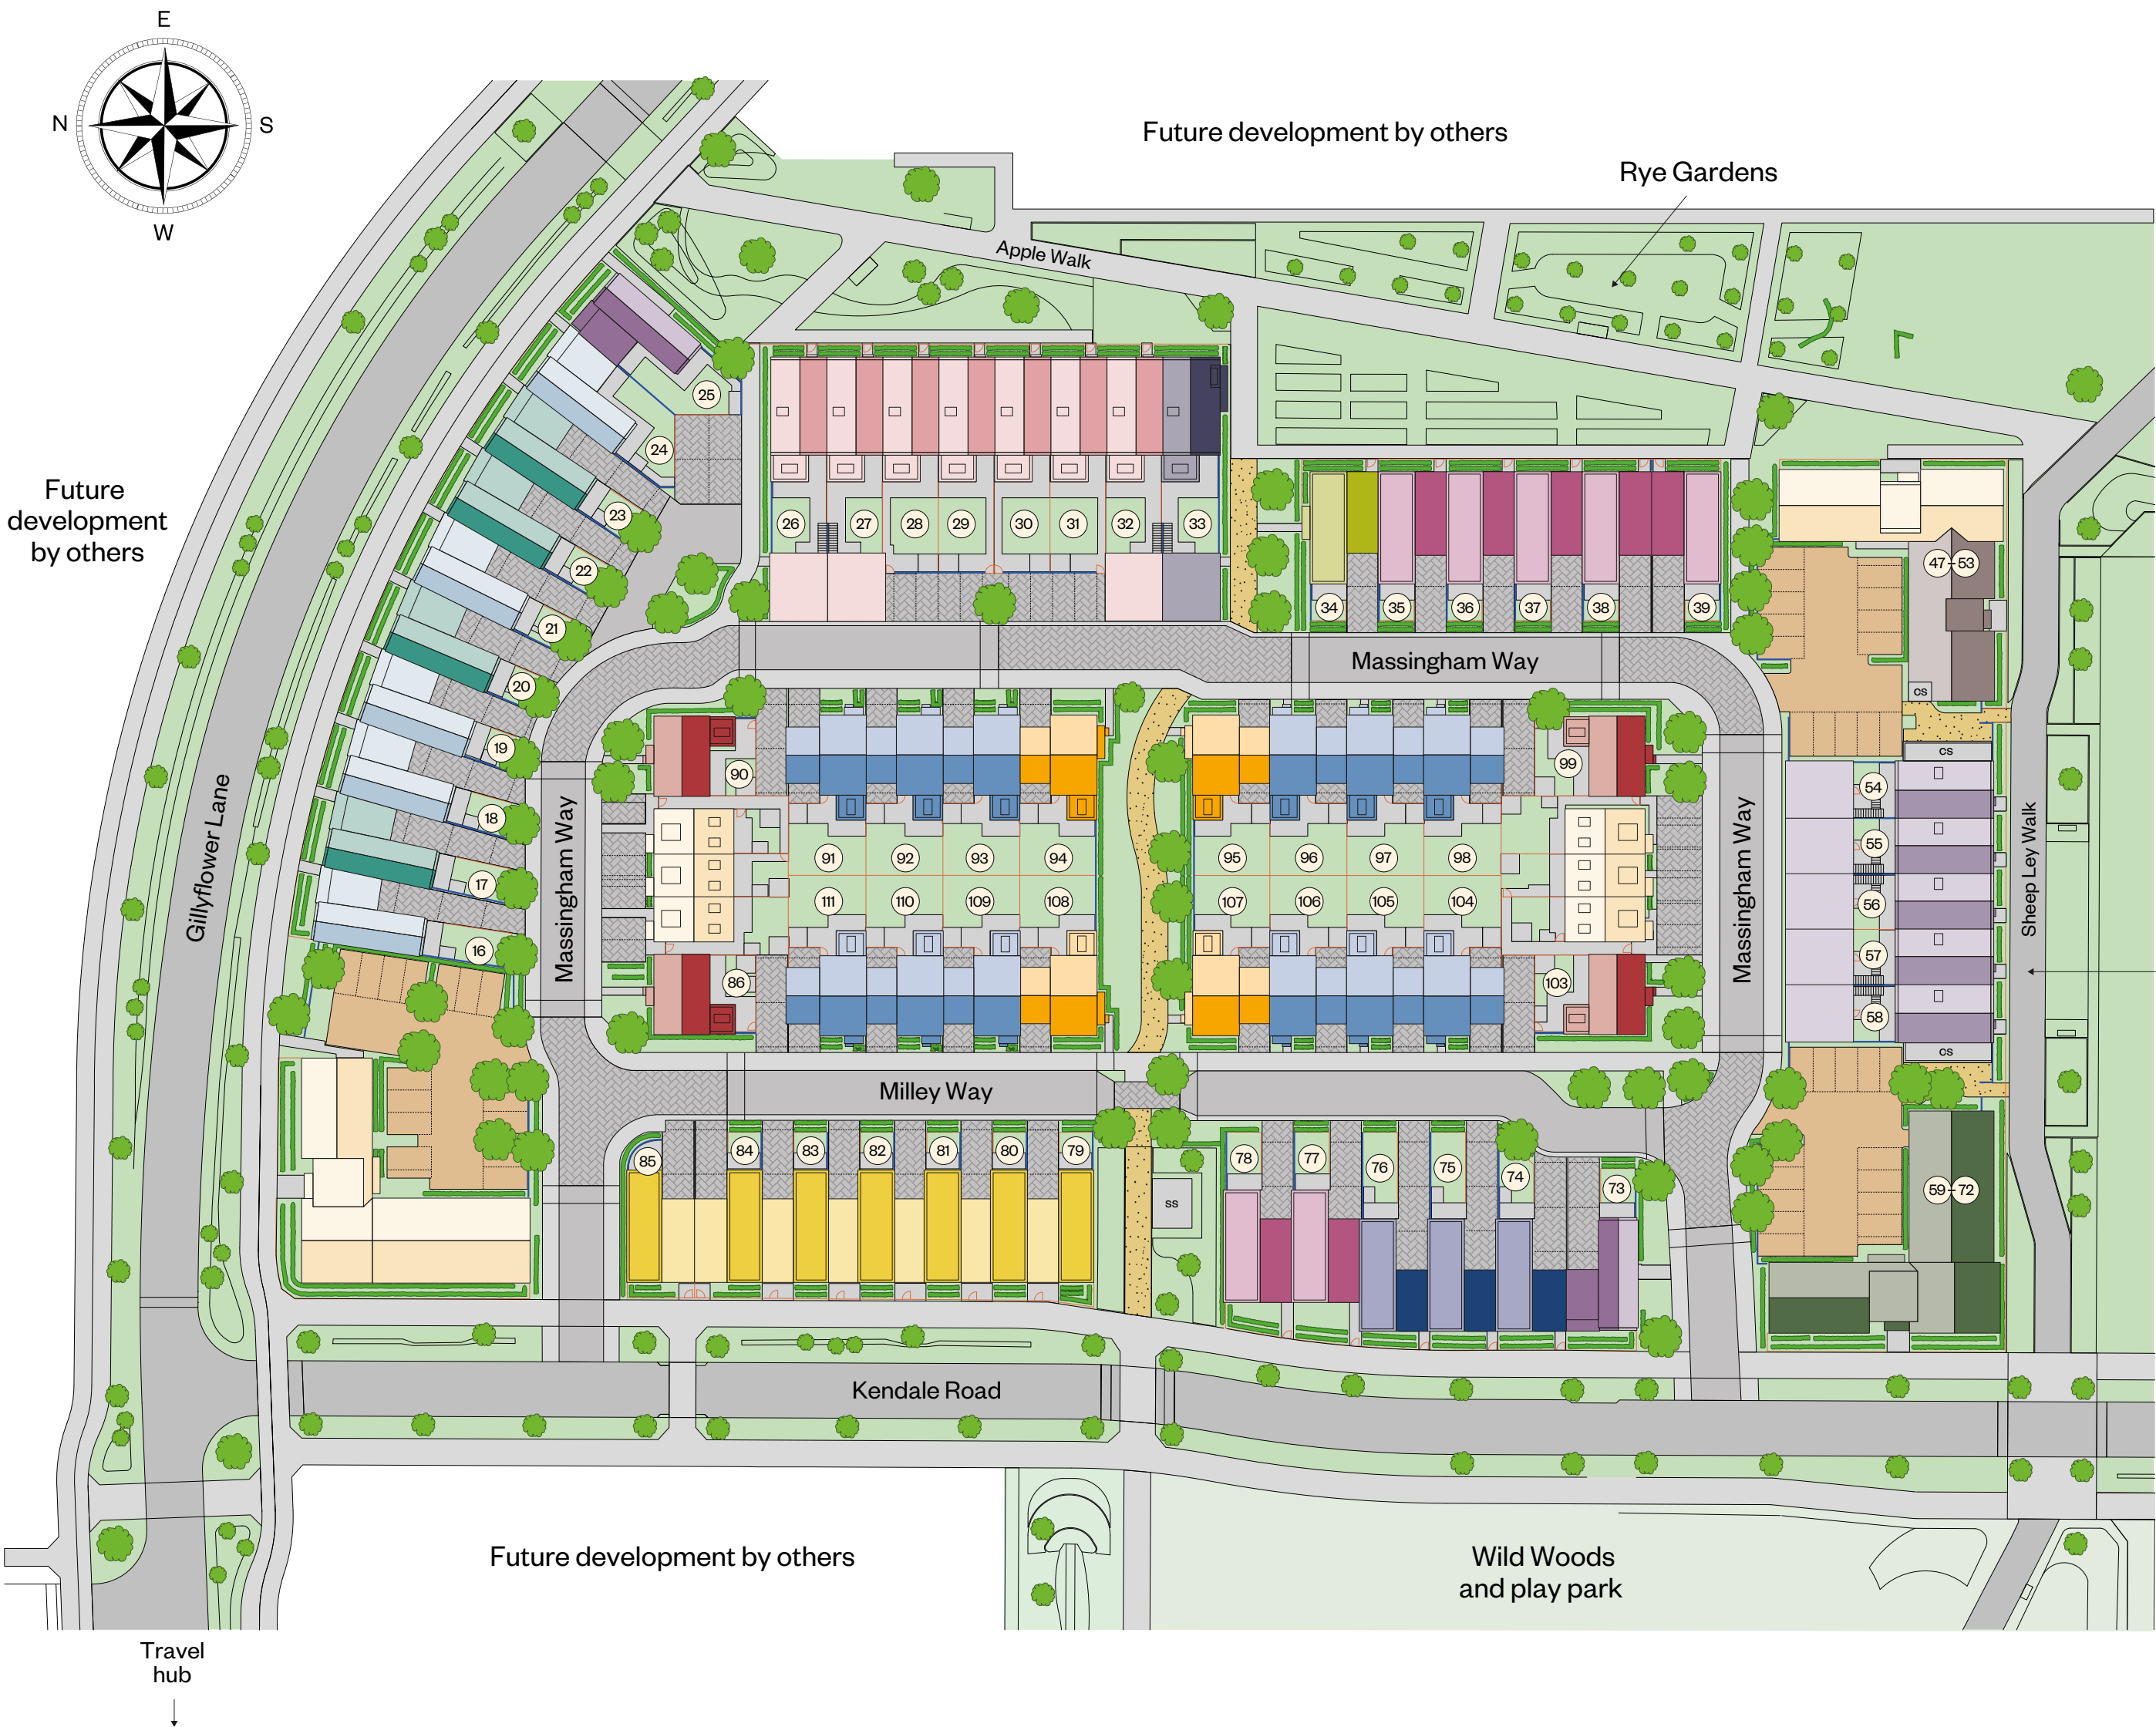 E
N
S
W
Future development by others
Rye Gardens
Apple Walk
Future
development
by others
25
24
23
22
21
20
19
18
17
16
26
27
28
29
30
31
32
33
34
35
36
37
38
39
47-53
cs
Massingham Way
Gillyflower Lane
Massingham Way
Massingham Way
Sheep Ley Walk
90
99
91
92
93
94
95
96
97
98
111
110
109
108
107
106
105
104
86
103
cs
54
55
56
57
58
cs
Milley Way
85
84
83
82
81
80
79
ss
78
77
76
75
74
73
59-72
Kendale Road
Future development by others
Wild Woods
and play park
Travel
hub